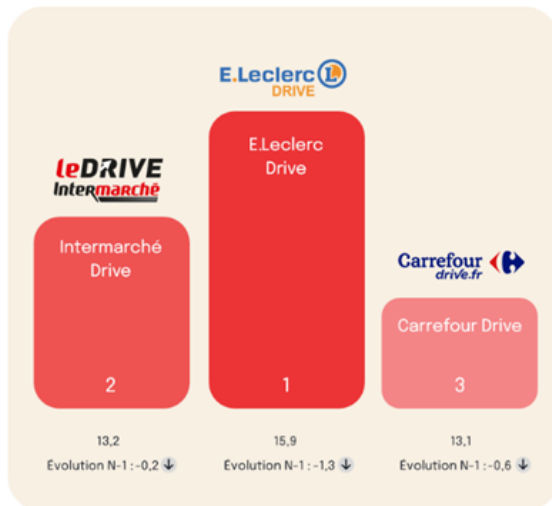 E.Leclerc L
DRIVE
E.Leclerc
Drive
1
15,9
Évolution N-1 : -1,3
leDRIVE
Intermarché
Intermarché
Drive
2
13,2
Évolution N-1 : -0,2
Carrefour
drive.fr
Carrefour Drive
3
13,1
Évolution N-1 : -0,6